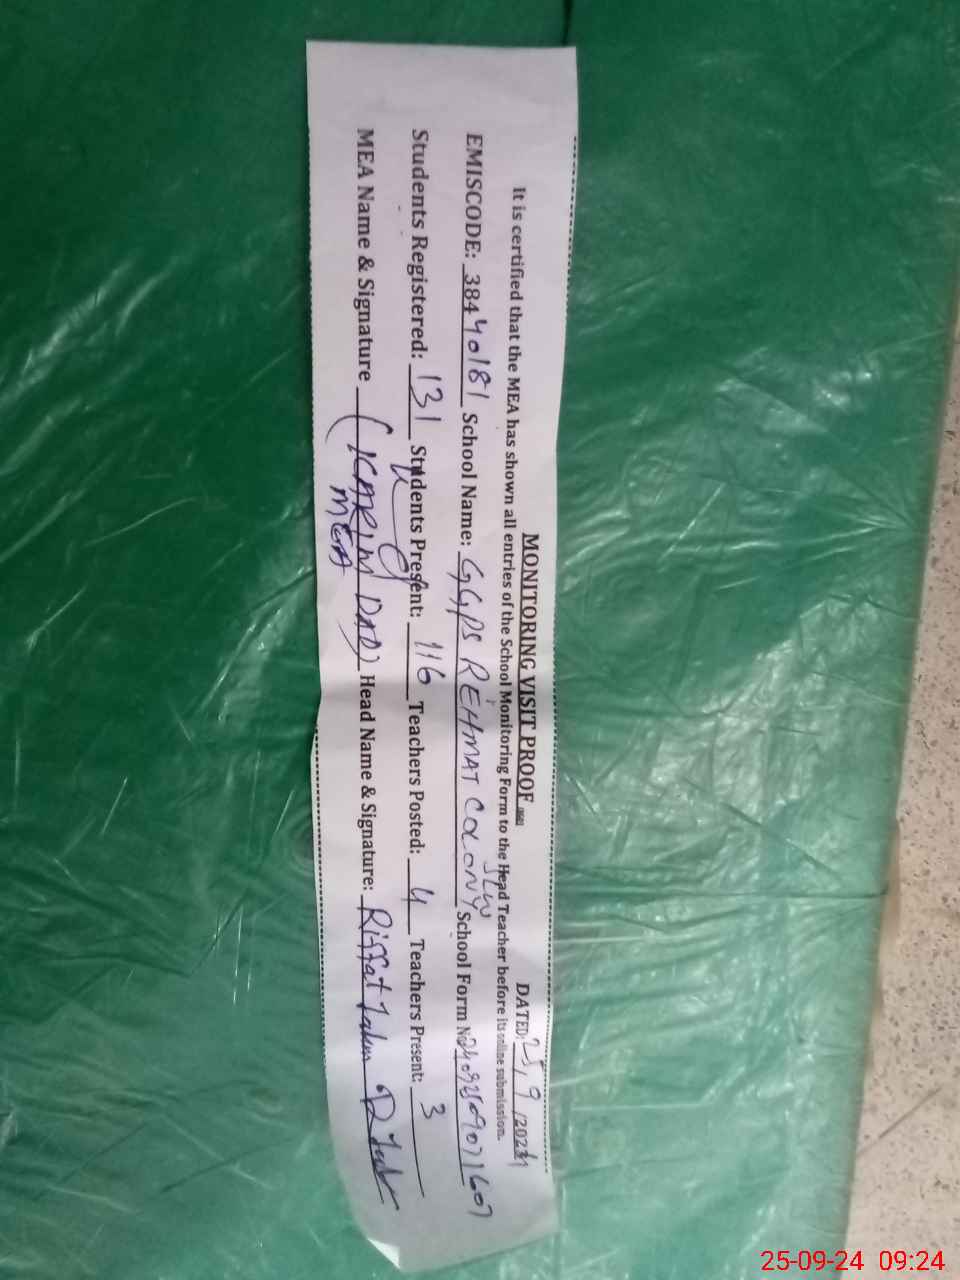 MONITORING VISIT PROOF DATED: 25/9/2024
It is certified that the MEA has shown all entries of the School Monitoring Form to the Head Teacher before its online submission.
EMISCODE: 38440181 School Name: GGPS REHMAT COLONY SLW School Form No
Students Registered: 131 Students Present: 116 Teachers Posted: 4 Teachers Present: 3
MEA Name & Signature (KARIM DAD) Head Name & Signature: Riffat
MEA
25-09-24 09:24